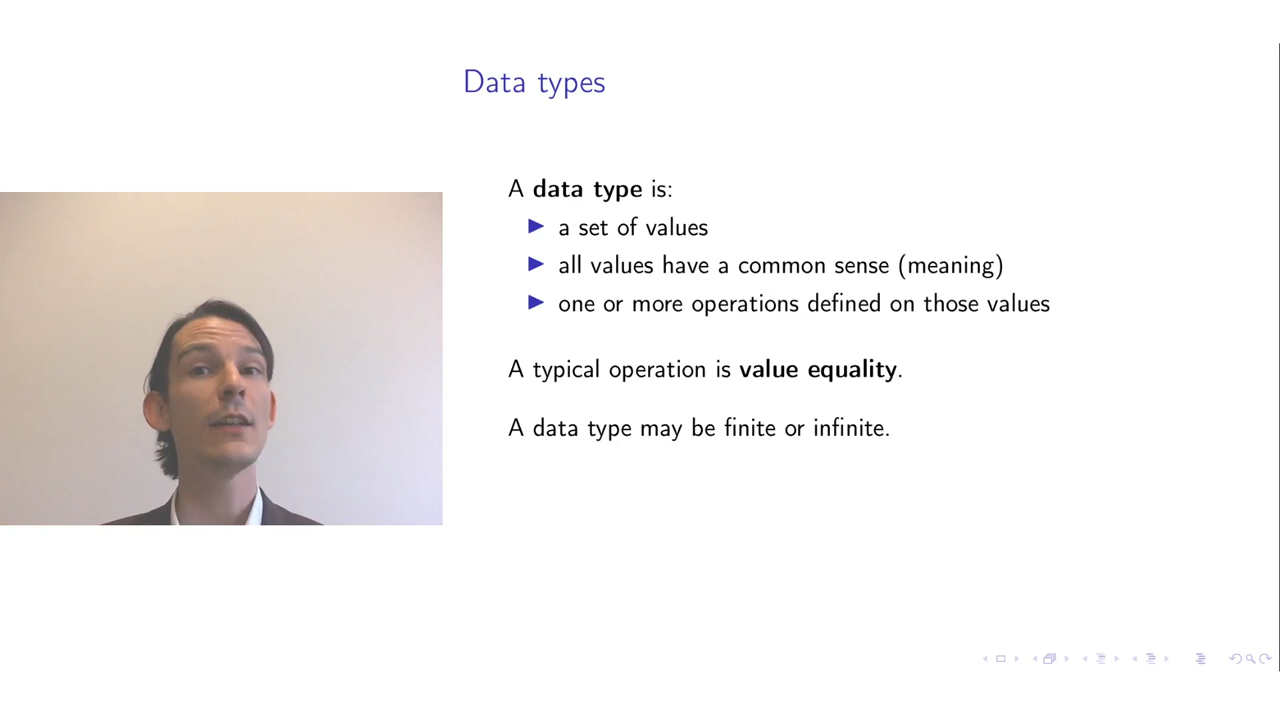 Data types
A data type is:
a set of values
all values have a common sense (meaning)
one or more operations defined on those values
A typical operation is value equality.
A data type may be finite or infinite.